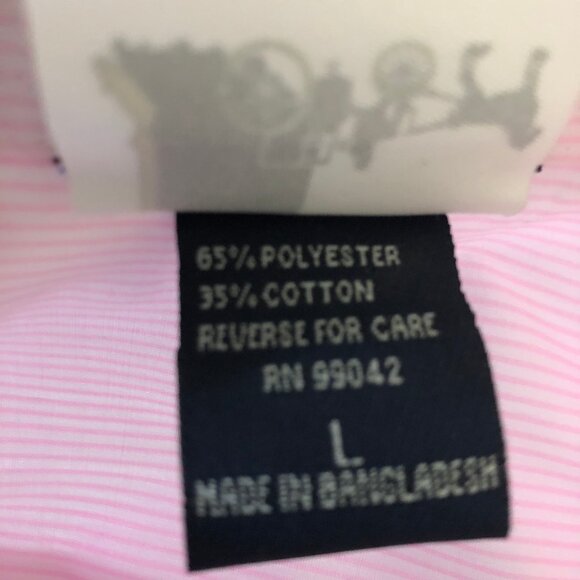 65% POLYESTER
35% COTTON
REVERSE FOR CARE
RN 99042
L
MADE IN BANGLADESH